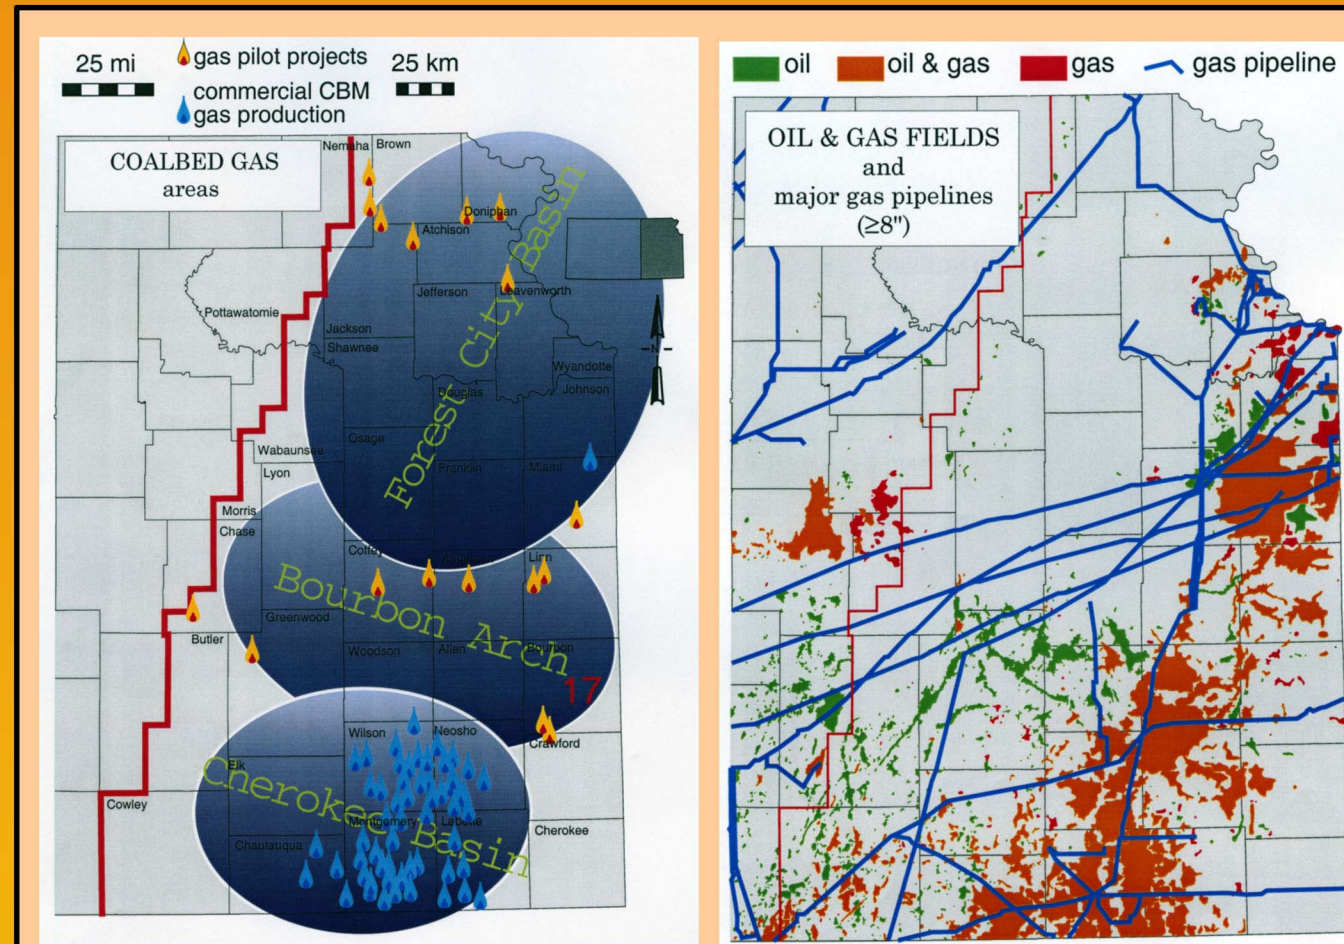 25 mi
gas pilot projects
25 km
commercial CBM
gas production
COALBED GAS
areas
Nemaha
Brown
Doniphan
Atchison
Pottawatomie
Jefferson
Leavenworth
Jackson
Shawnee
-N-
Wyandotte
Johnson
Douglas
Forest City Basin
Osage
Wabaunsee
Lyon
Franklin
Miami
Morris
Chase
Coffey
Linn
Bourbon Arch
Greenwood
Butler
Woodson
Allen
Bourbon
17
Wilson
Neosho
Crawford
Elk
Cherokee Basin
Cowley
Montgomery
Labette
Cherokee
Chautauqua
oil
oil & gas
gas
gas pipeline
OIL & GAS FIELDS
and
major gas pipelines
(≥8")